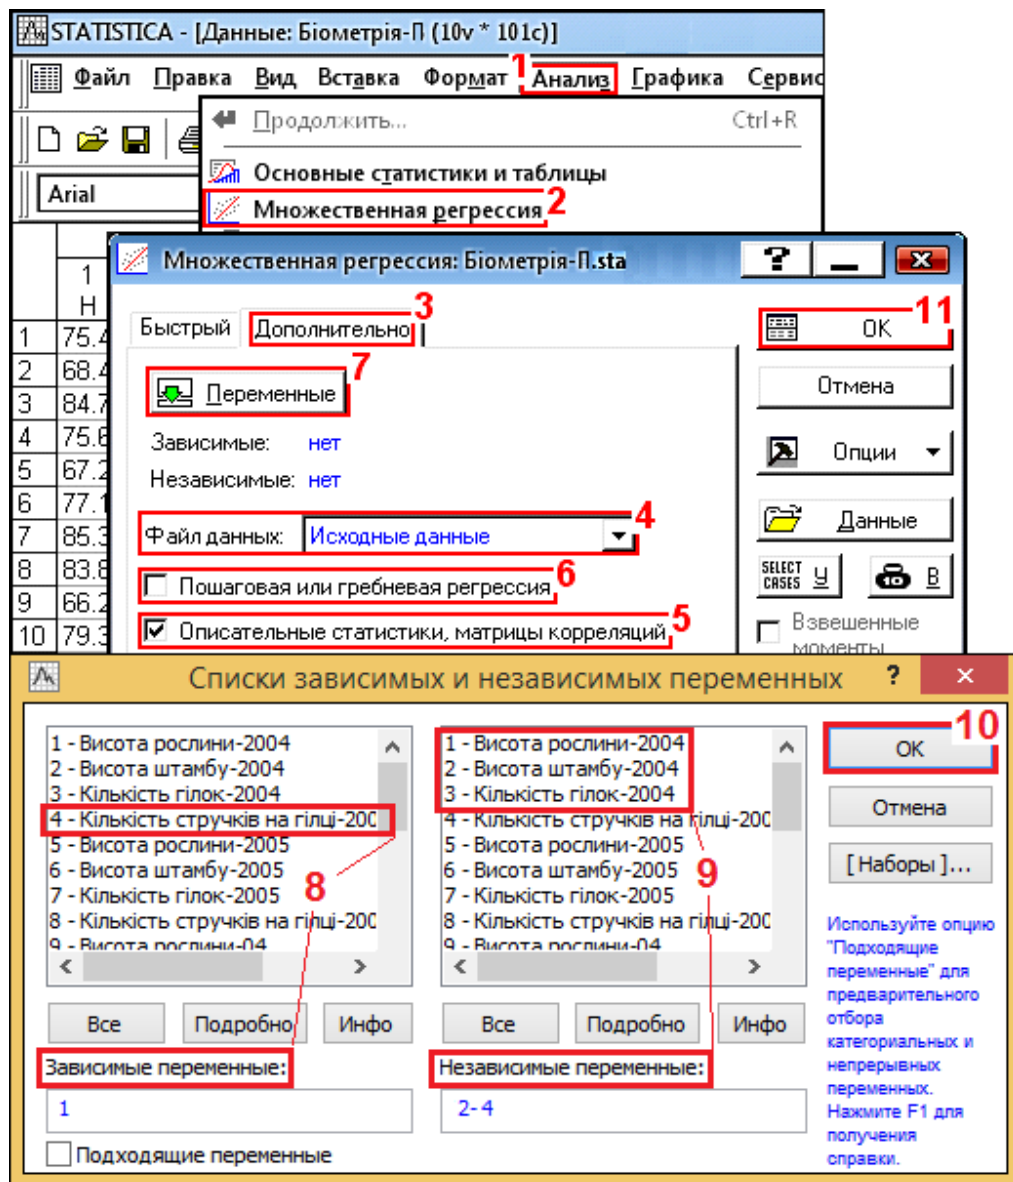 STATISTICA - [Данные: Біометрія-П (10v * 101c)]
Файл Правка Вид Вставка Формат Анализ Графика Сервис
1
Продолжить... Ctrl+R
Основные статистики и таблицы
Arial
Множественная регрессия 2
Множественная регрессия: Біометрія-П.sta
1
H
Быстрый Дополнительно 3
OK 11
1 75.4
2 68.4
3 84.7
4 75.6
5 67.2
6 77.1
7 85.3
8 83.8
9 66.2
10 79.3
Переменные 7
Отмена
Зависимые: нет
Опции
Независимые: нет
Файл данных: Исходные данные 4
Данные
Пошаговая или гребневая регрессия 6
SELECT CASES Ц
В
Описательные статистики, матрицы корреляций 5
Взвешенные
моменты
Списки зависимых и независимых переменных ? ×
1 - Висота рослини-2004
2 - Висота штамбу-2004
3 - Кількість гілок-2004
4 - Кількість стручків на гілці-200
5 - Висота рослини-2005
6 - Висота штамбу-2005
7 - Кількість гілок-2005
8 - Кількість стручків на гілці-200
9 - Висота рослини-04
8
1 - Висота рослини-2004
2 - Висота штамбу-2004
3 - Кількість гілок-2004
4 - Кількість стручків на гілці-200
5 - Висота рослини-2005
6 - Висота штамбу-2005
7 - Кількість гілок-2005
8 - Кількість стручків на гілці-200
9 - Висота рослини-04
9
OK 10
Отмена
[ Наборы ]...
Используйте опцию
"Подходящие
переменные" для
предварительного
отбора
категориальных и
непрерывных
переменных.
Нажмите F1 для
получения
справки.
Все Подробно Инфо
Все Подробно Инфо
Зависимые переменные:
Независимые переменные:
1
2-4
Подходящие переменные